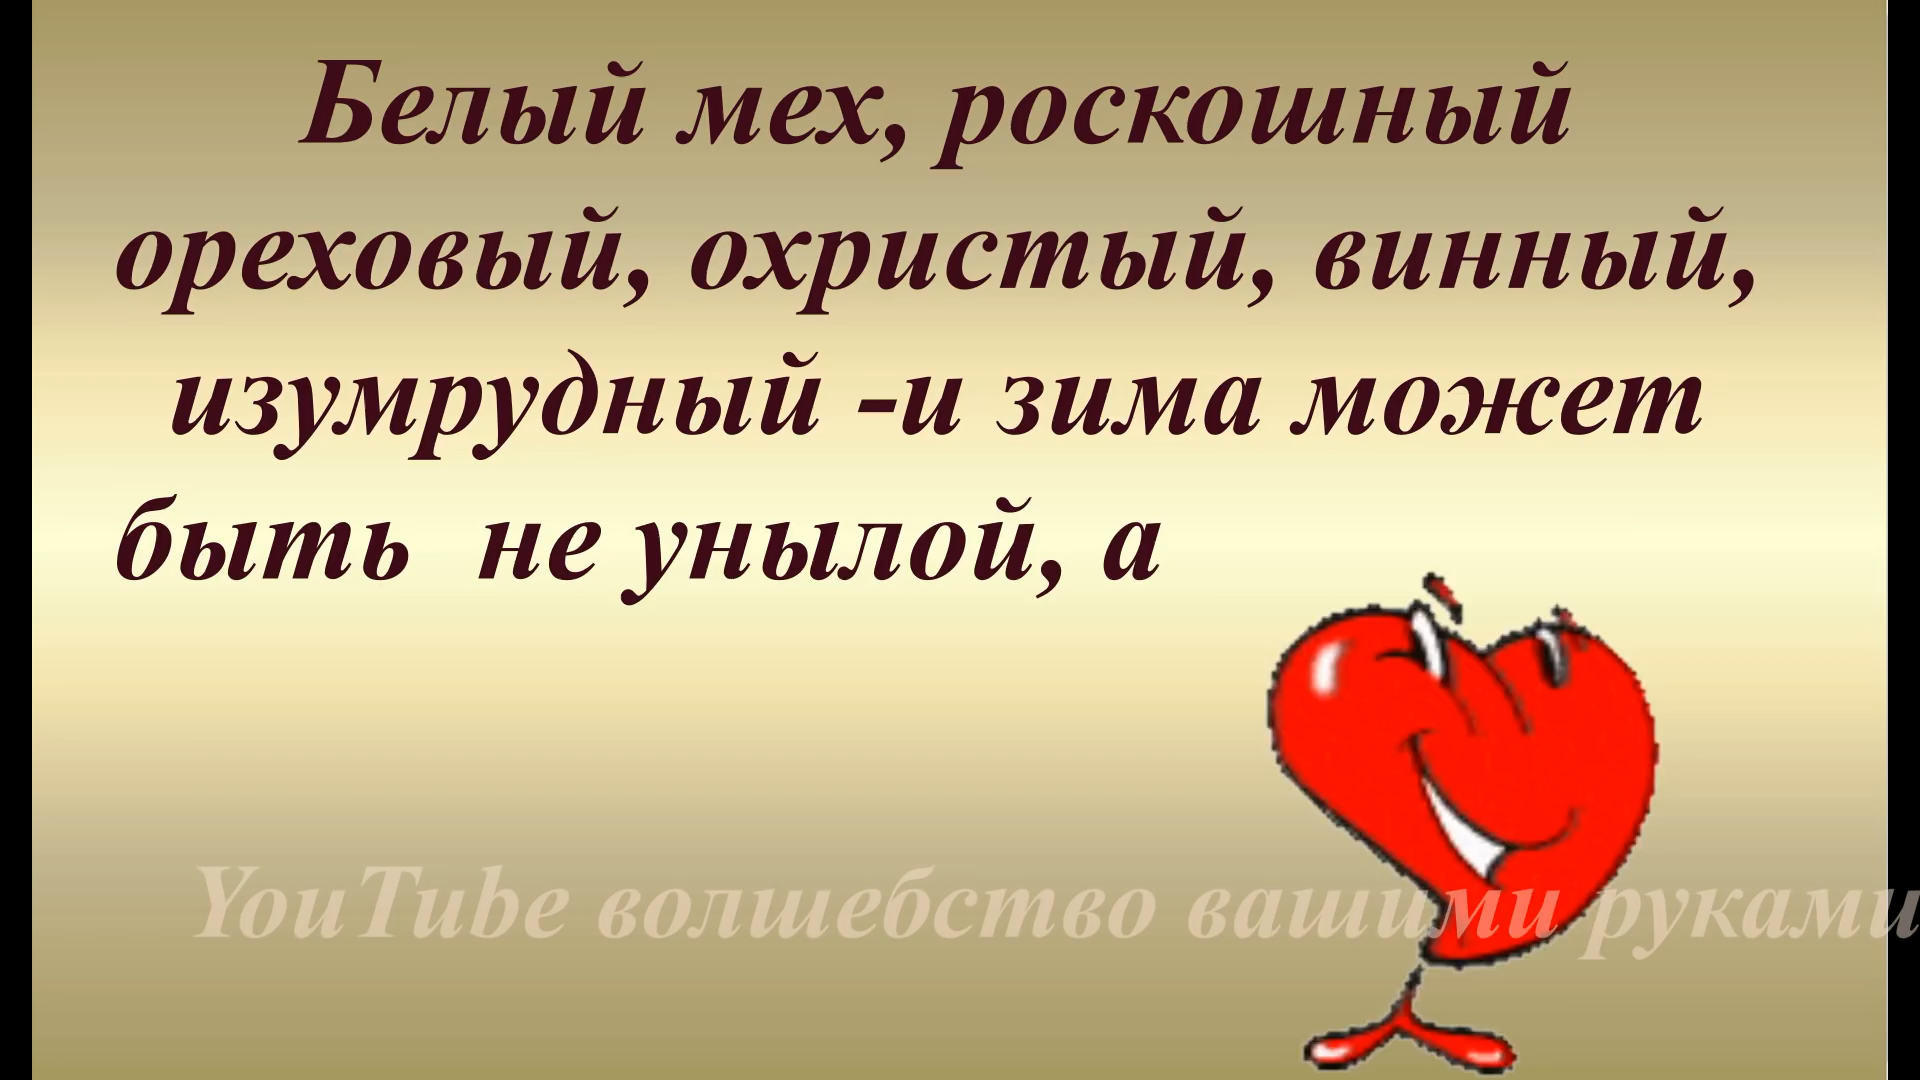 Белый мех, роскошный
ореховый, охристый, винный,
изумрудный -и зима может
быть не унылой, а
YouTube волшебство вашими руками